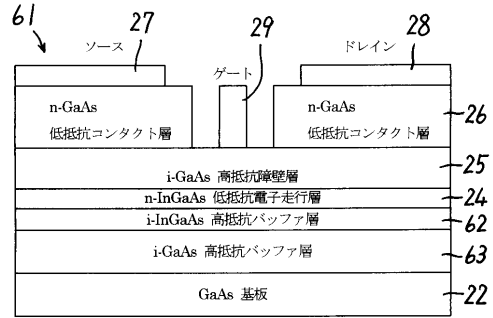 61
ソース
27
ゲート
29
ドレイン
28
n-GaAs
低抵抗コンタクト層
n-GaAs
低抵抗コンタクト層
26
i-GaAs 高抵抗障壁層
25
n-InGaAs 低抵抗電子走行層
24
i-InGaAs 高抵抗バッファ層
62
i-GaAs 高抵抗バッファ層
63
GaAs 基板
22